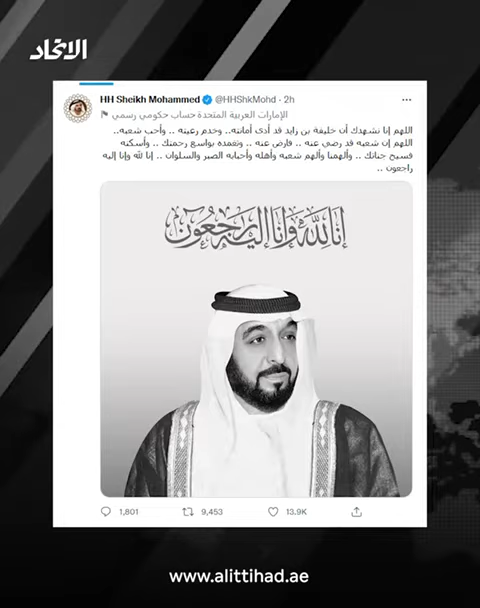 الاتحاد
HH Sheikh Mohammed @HHShkMohd · 2h
الإمارات العربية المتحدة حساب حكومي رسمي
اللهم إنا نشهدك أن خليفة بن زايد قد أدى أمانته.. وخدم رعيته .. وأحب شعبه..
اللهم إن شعبه قد رضي عنه .. فارض عنه .. وتغمده بواسع رحمتك .. وأسكنه
فسيح جناتك .. وألهمنا وألهم شعبه وأهله وأحبابه الصبر والسلوان .. إنا لله وإنا إليه
راجعون ..
إنا لله وإنا إليه راجعون
1,801 9,453 13.9K
www.alittihad.ae